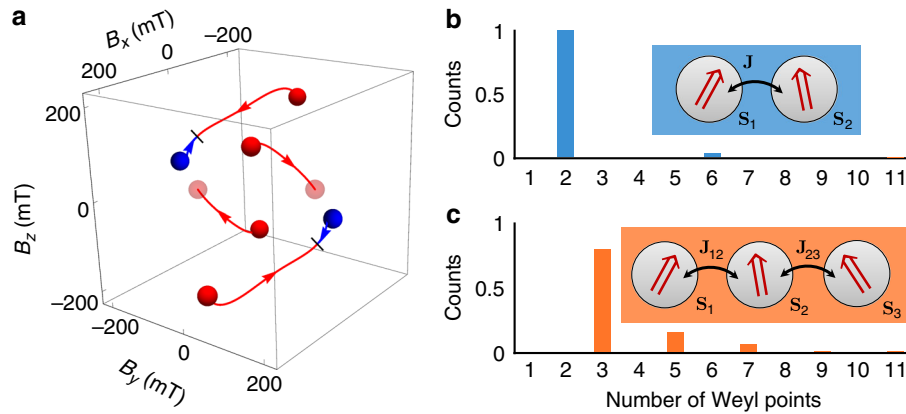 a
B_x (mT)
200
0
−200
200
0
−200
B_z (mT)
−200
0
200
B_y (mT)
b
Counts
1
0.5
0
J
S_1
S_2
1 2 3 4 5 6 7 8 9 10 11
c
Counts
1
0.5
0
J_12
J_23
S_1
S_2
S_3
1 2 3 4 5 6 7 8 9 10 11
Number of Weyl points